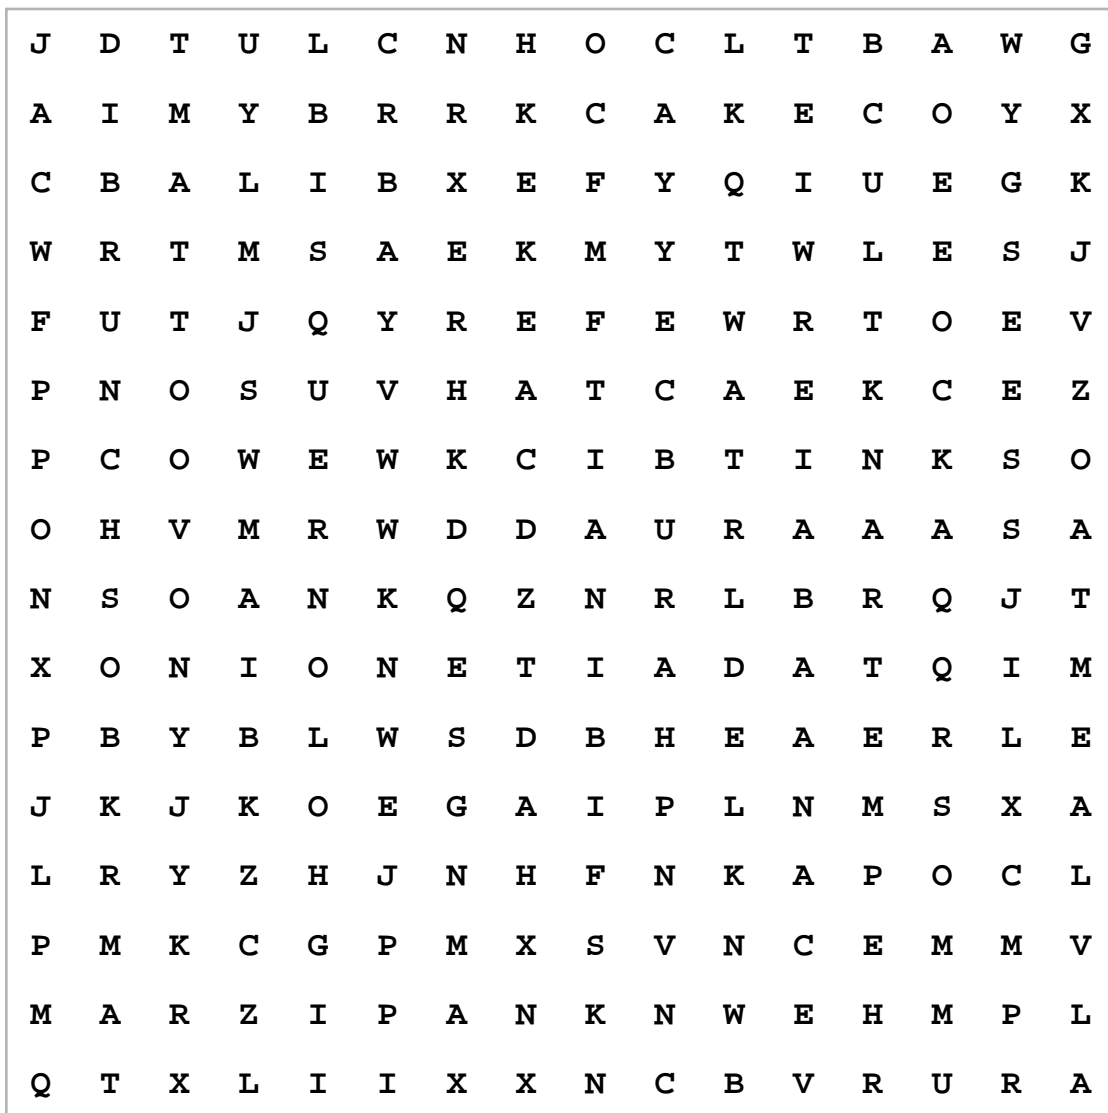 J D T U L C N H O C L T B A W G
A I M Y B R R K C A K E C O Y X
C B A L I B X E F Y Q I U E G K
W R T M S A E K M Y T W L E S J
F U T J Q Y R E F E W R T O E V
P N O S U V H A T C A E K C E Z
P C O W E W K C I B T I N K S O
O H V M R W D D A U R A A A S A
N S O A N K Q Z N R L B R Q J T
X O N I O N E T I A D A T Q I M
P B Y B L W S D B H E A E R L E
J K J K O E G A I P L N M S X A
L R Y Z H J N H F N K A P O C L
P M K C G P M X S V N C E M M V
M A R Z I P A N K N W E H M P L
Q T X L I I X X N C B V R U R A